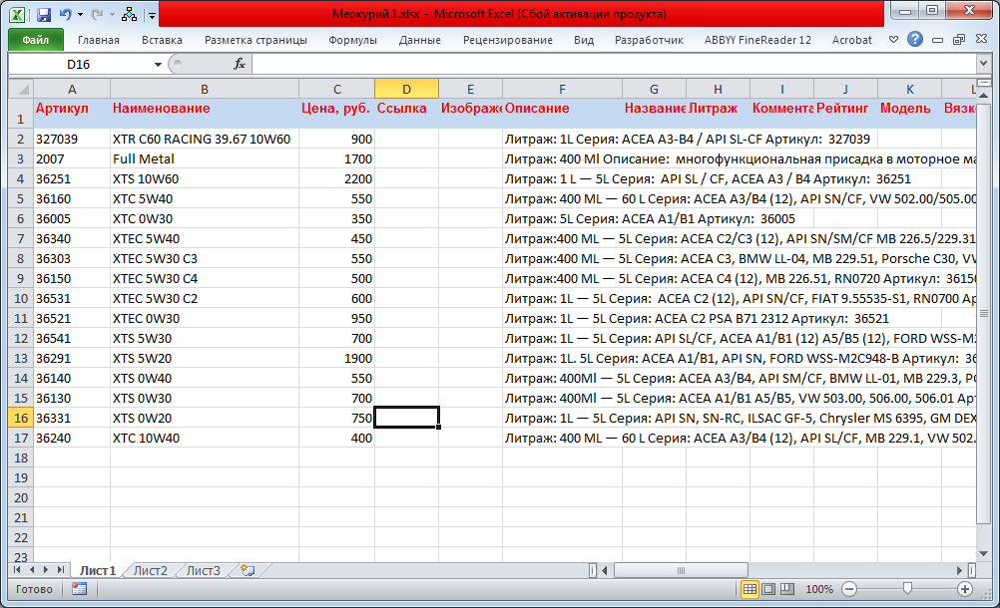 Меркурий 1.xlsx - Microsoft Excel (Сбой активации продукта)
Файл Главная Вставка Разметка страницы Формулы Данные Рецензирование Вид Разработчик ABBYY FineReader 12 Acrobat
D16 fx
A B C D E F G H I J K L
1 Артикул Наименование Цена, руб. Ссылка Изображе Описание Название Литраж Коммента Рейтинг Модель Вязко
2 327039 XTR C60 RACING 39.67 10W60 900 Литраж: 1L Серия: ACEA A3-B4 / API SL-CF Артикул: 327039
3 2007 Full Metal 1700 Литраж: 400 Ml Описание: многофункциональная присадка в моторное ма
4 36251 XTS 10W60 2200 Литраж: 1 L — 5L Серия: API SL / CF, ACEA A3 / B4 Артикул: 36251
5 36160 XTC 5W40 550 Литраж: 400 ML — 60 L Серия: ACEA A3/B4 (12), API SN/CF, VW 502.00/505.00
6 36005 XTC 0W30 350 Литраж: 5L Серия: ACEA A1/B1 Артикул: 36005
7 36340 XTEC 5W40 450 Литраж:400 ML — 5L Серия: ACEA C2/C3 (12), API SN/SM/CF MB 226.5/229.31
8 36303 XTEC 5W30 C3 550 Литраж:400 ML — 5L Серия: ACEA C3, BMW LL-04, MB 229.51, Porsche C30, VW
9 36150 XTEC 5W30 C4 500 Литраж:400 ML — 5L Серия: ACEA C4 (12), MB 226.51, RN0720 Артикул: 36150
10 36531 XTEC 5W30 C2 600 Литраж: 1L — 5L Серия: ACEA C2 (12), API SN/CF, FIAT 9.55535-S1, RN0700 Ар
11 36521 XTEC 0W30 950 Литраж: 1L — 5L Серия: ACEA C2 PSA B71 2312 Артикул: 36521
12 36541 XTS 5W30 700 Литраж: 1L — 5L Серия: API SL/CF, ACEA A1/B1 (12) A5/B5 (12), FORD WSS-M2
13 36291 XTS 5W20 1900 Литраж: 1L. 5L Серия: ACEA A1/B1, API SN, FORD WSS-M2C948-B Артикул: 36
14 36140 XTS 0W40 550 Литраж: 400Ml — 5L Серия: ACEA A3/B4, API SM/CF, BMW LL-01, MB 229.3, PO
15 36130 XTS 0W30 700 Литраж: 400Ml — 5L Серия: ACEA A1/B1 A5/B5, VW 503.00, 506.00, 506.01 Арт
16 36331 XTS 0W20 750 Литраж: 1L — 5L Серия: API SN, SN-RC, ILSAC GF-5, Chrysler MS 6395, GM DEX
17 36240 XTC 10W40 400 Литраж: 400 ML — 60 L Серия: ACEA A3/B4 (12), API SL/CF, MB 229.1, VW 502.
18
19
20
21
22
23
Лист1 Лист2 Лист3
Готово 100%